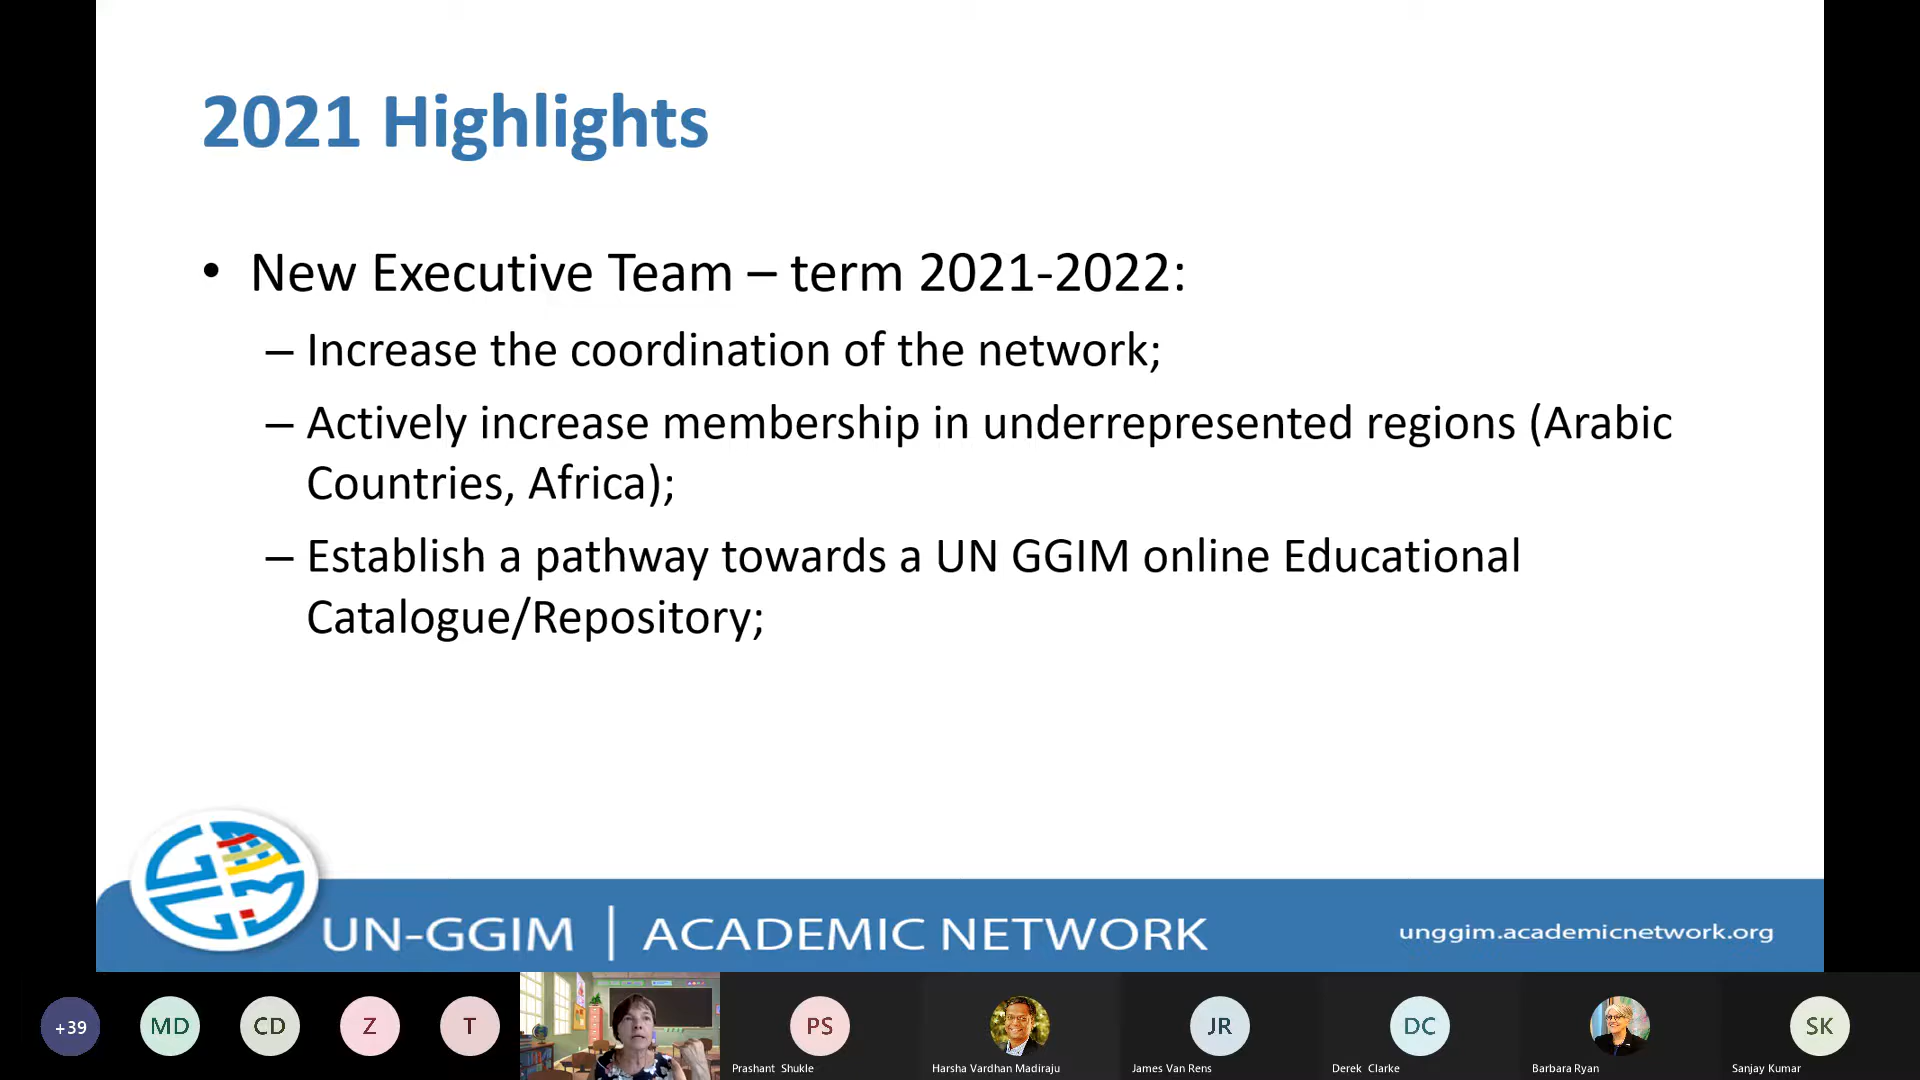 2021 Highlights
• New Executive Team – term 2021-2022:
– Increase the coordination of the network;
– Actively increase membership in underrepresented regions (Arabic
Countries, Africa);
– Establish a pathway towards a UN GGIM online Educational
Catalogue/Repository;
UN-GGIM | ACADEMIC NETWORK
unggim.academicnetwork.org
+39
MD
CD
Z
T
PS
JR
DC
SK
Prashant Shukle
Harsha Vardhan Madiraju
James Van Rens
Derek Clarke
Barbara Ryan
Sanjay Kumar